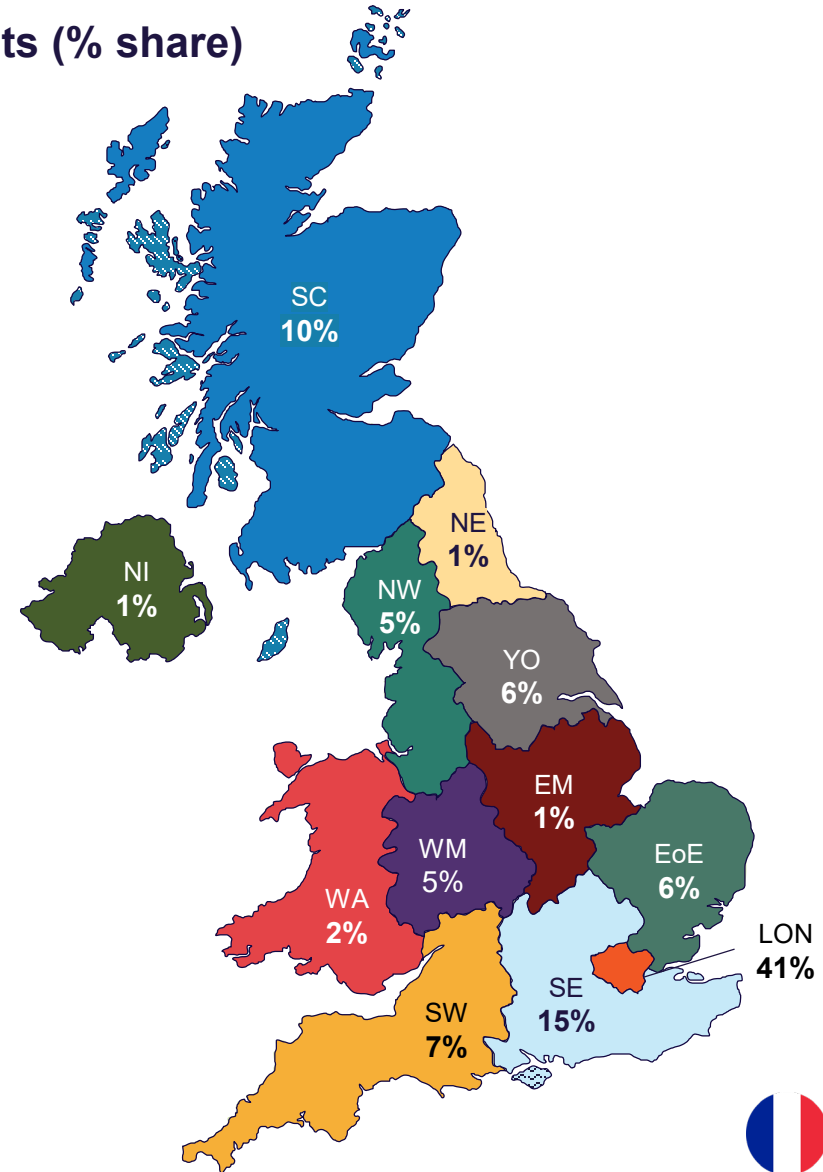 ts (% share)
SC
10%
NE
1%
NI
1%
NW
5%
YO
6%
EM
1%
WM
5%
EoE
6%
WA
2%
LON
41%
SE
15%
SW
7%